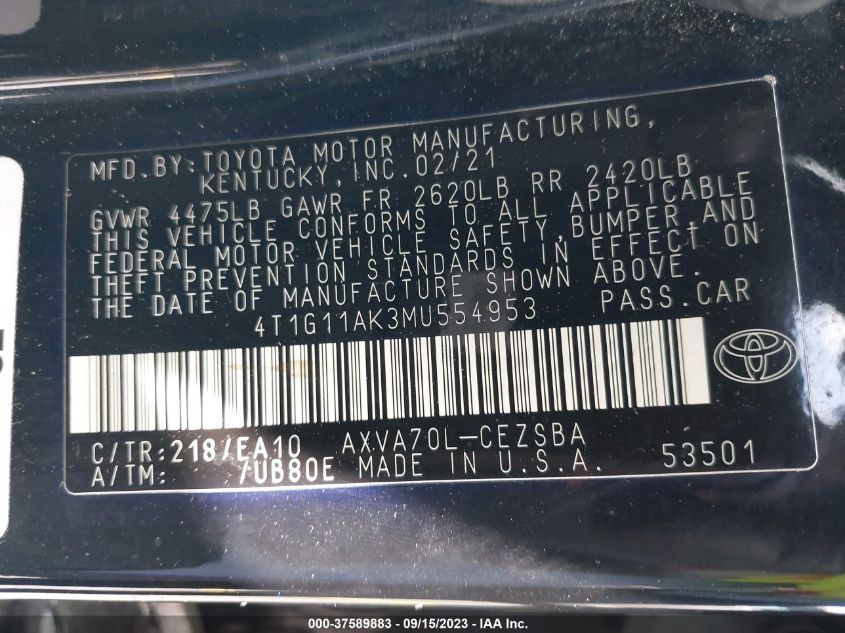 MFD.BY:TOYOTA MOTOR MANUFACTURING,
KENTUCKY, INC. 02/21
GVWR 4475LB GAWR FR 2620LB RR 2420LB
THIS VEHICLE CONFORMS TO ALL APPLICABLE
FEDERAL MOTOR VEHICLE SAFETY, BUMPER, AND
THEFT PREVENTION STANDARDS IN EFFECT ON
THE DATE OF MANUFACTURE SHOWN ABOVE.
4T1G11AK3MU554953 PASS.CAR
C/TR:218/EA10 AXVA70L-CEZSBA
A/TM: /UB80E MADE IN U.S.A. 53501
000-37589883 - 09/15/2023 - IAA Inc.